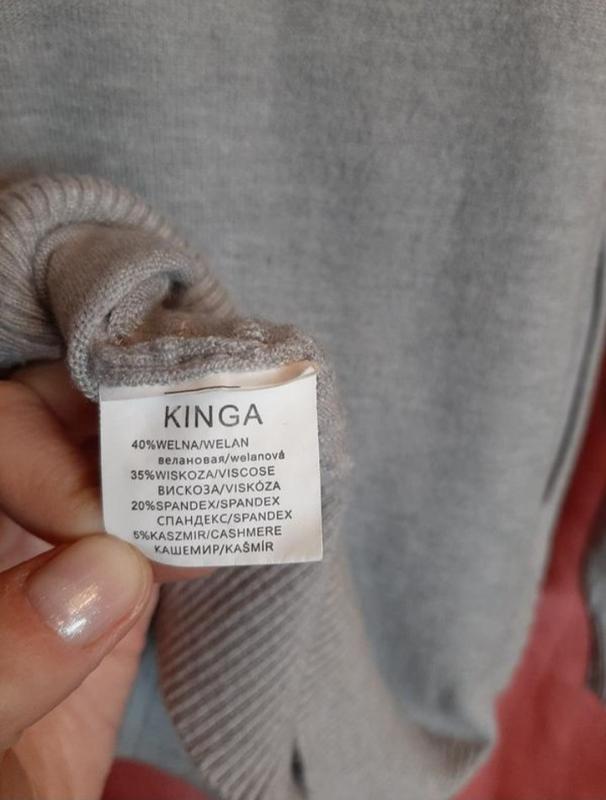 KINGA
40%WELNA/WELAN
велановая/welanová
35%WISKOZA/VISCOSE
ВИСКОЗА/VISKÓZA
20%SPANDEX/SPANDEX
СПАНДЕКС/SPANDEX
5%KASZMIR/CASHMERE
КАШЕМИР/KAŠMÍR